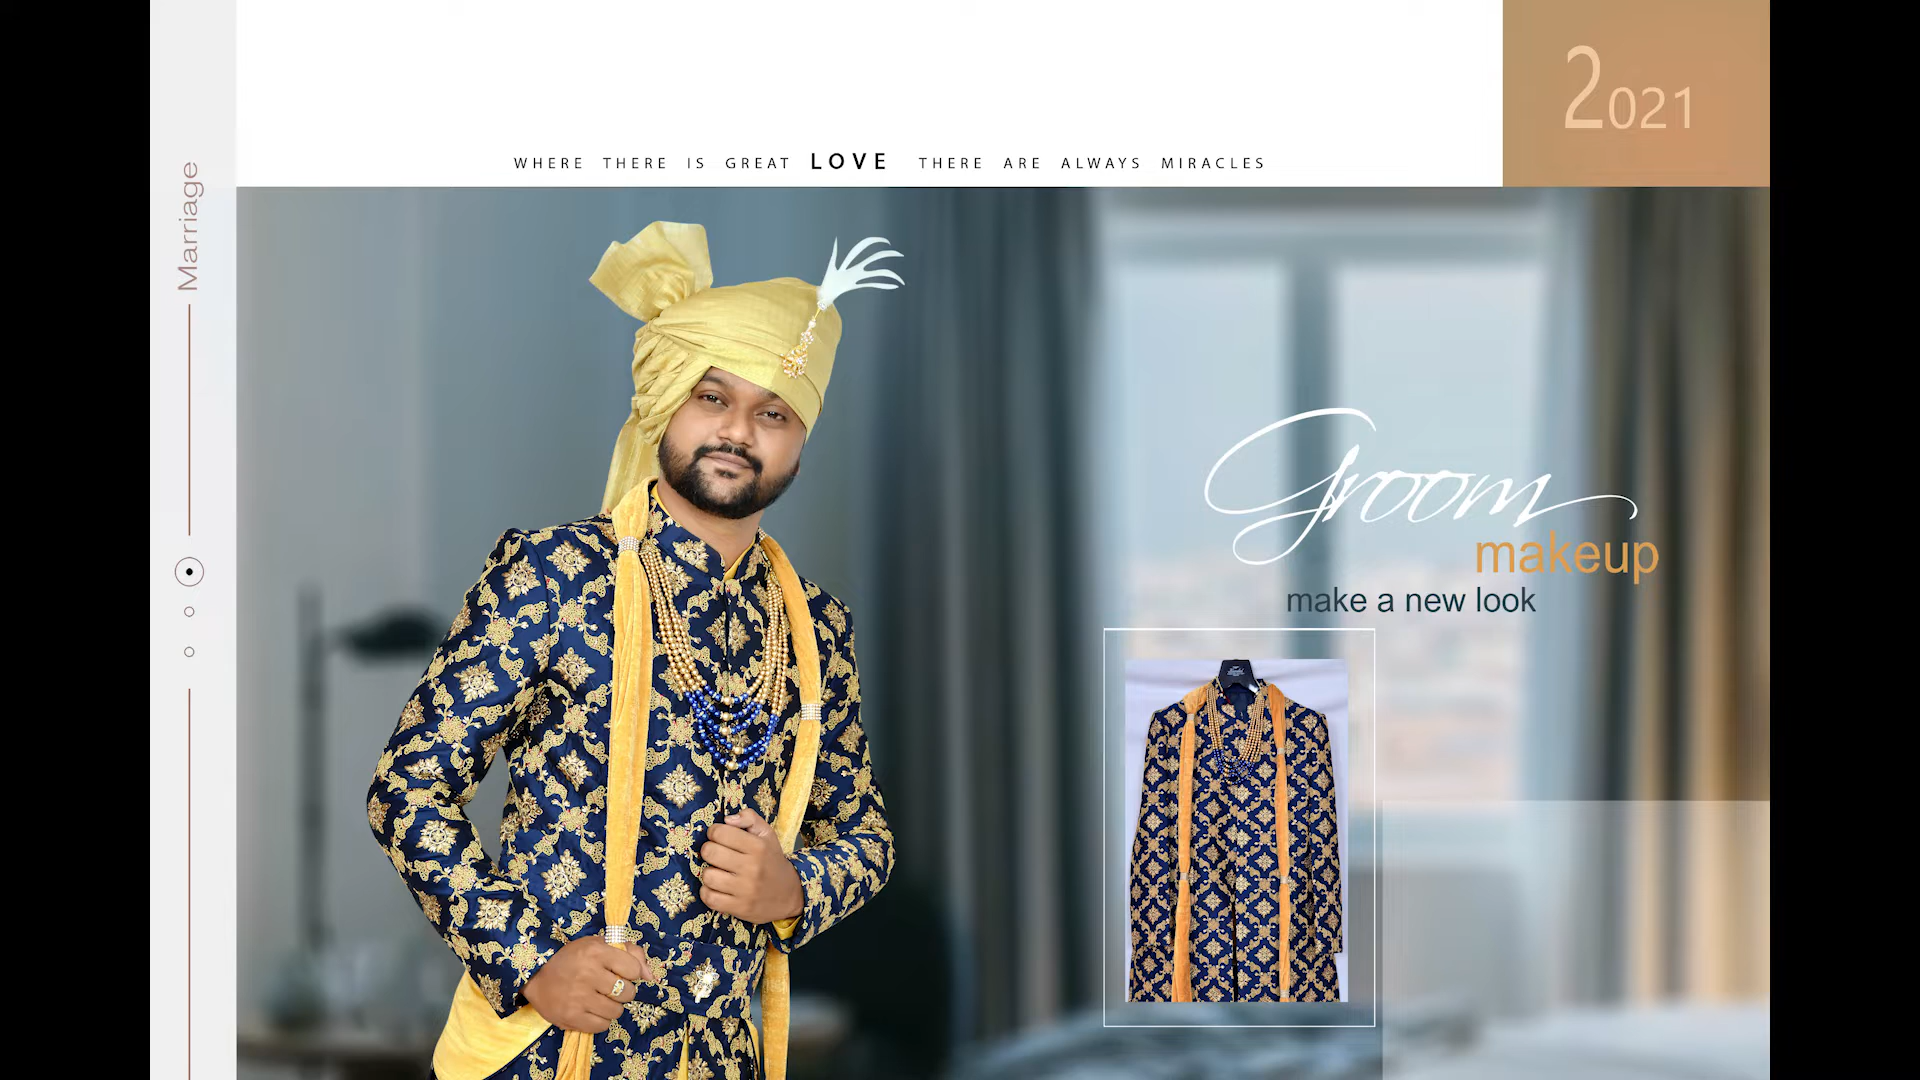 2021
WHERE THERE IS GREAT LOVE THERE ARE ALWAYS MIRACLES
Marriage
Groom
makeup
make a new look